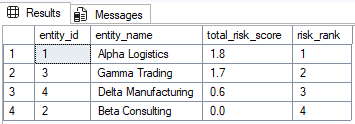 Results Messages
entity_id entity_name total_risk_score risk_rank
1 1 Alpha Logistics 1.8 1
2 3 Gamma Trading 1.7 2
3 4 Delta Manufacturing 0.6 3
4 2 Beta Consulting 0.0 4